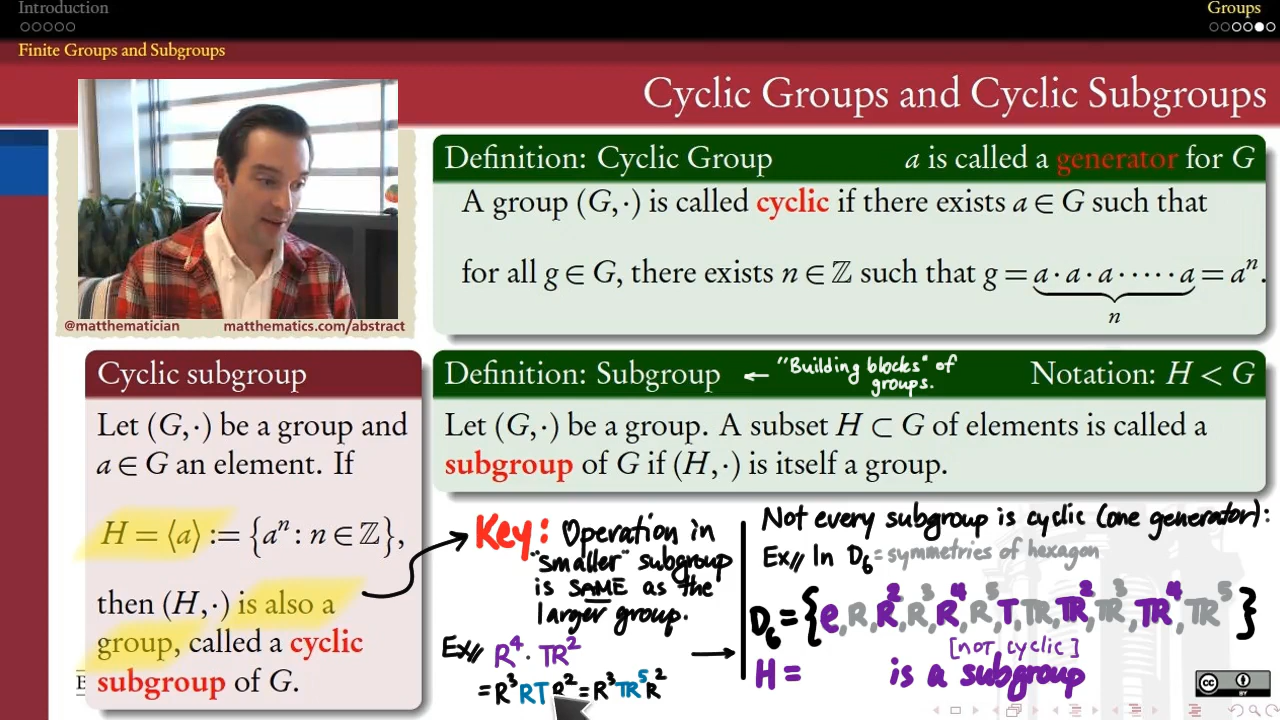 Introduction
Groups
Finite Groups and Subgroups
Cyclic Groups and Cyclic Subgroups
@matthematician matthematics.com/abstract
Definition: Cyclic Group a is called a generator for G
A group (G,·) is called cyclic if there exists a ∈ G such that
for all g ∈ G, there exists n ∈ ℤ such that g = a · a · a · · · · · a = aⁿ.
n
Cyclic subgroup
Let (G,·) be a group and
a ∈ G an element. If
H = ⟨a⟩ := {aⁿ : n ∈ ℤ},
then (H,·) is also a
group, called a cyclic
subgroup of G.
Definition: Subgroup ← "Building blocks" of groups. Notation: H < G
Let (G,·) be a group. A subset H ⊂ G of elements is called a
subgroup of G if (H,·) is itself a group.
Key: Operation in
"smaller" subgroup
is SAME as the
larger group.
Ex// R⁴ · TR²
= R³RTR² = R³TR⁵R²
Not every subgroup is cyclic (one generator):
Ex// In D₆ = symmetries of hexagon
D₆ = {e, R, R², R³, R⁴, R⁵, T, TR, TR², TR³, TR⁴, TR⁵}
[not cyclic]
H = is a subgroup
cc BY